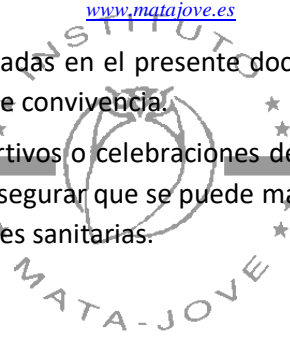 www.matajove.es
INSTITUTO
adas en el presente doc
e convivencia.
rtivos o celebraciones de
segurar que se puede ma
es sanitarias.
MATA-JOVE